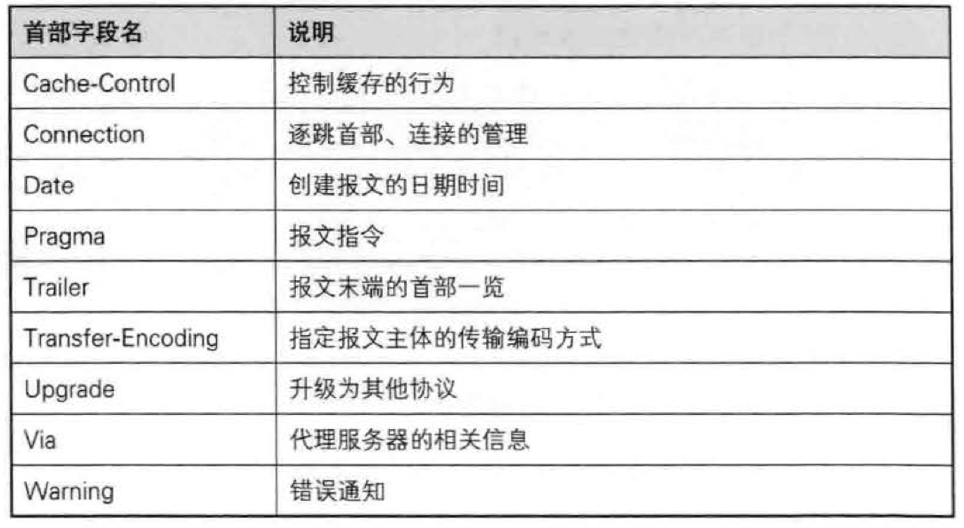 首部字段名 说明
Cache-Control 控制缓存的行为
Connection 逐跳首部、连接的管理
Date 创建报文的日期时间
Pragma 报文指令
Trailer 报文末端的首部一览
Transfer-Encoding 指定报文主体的传输编码方式
Upgrade 升级为其他协议
Via 代理服务器的相关信息
Warning 错误通知